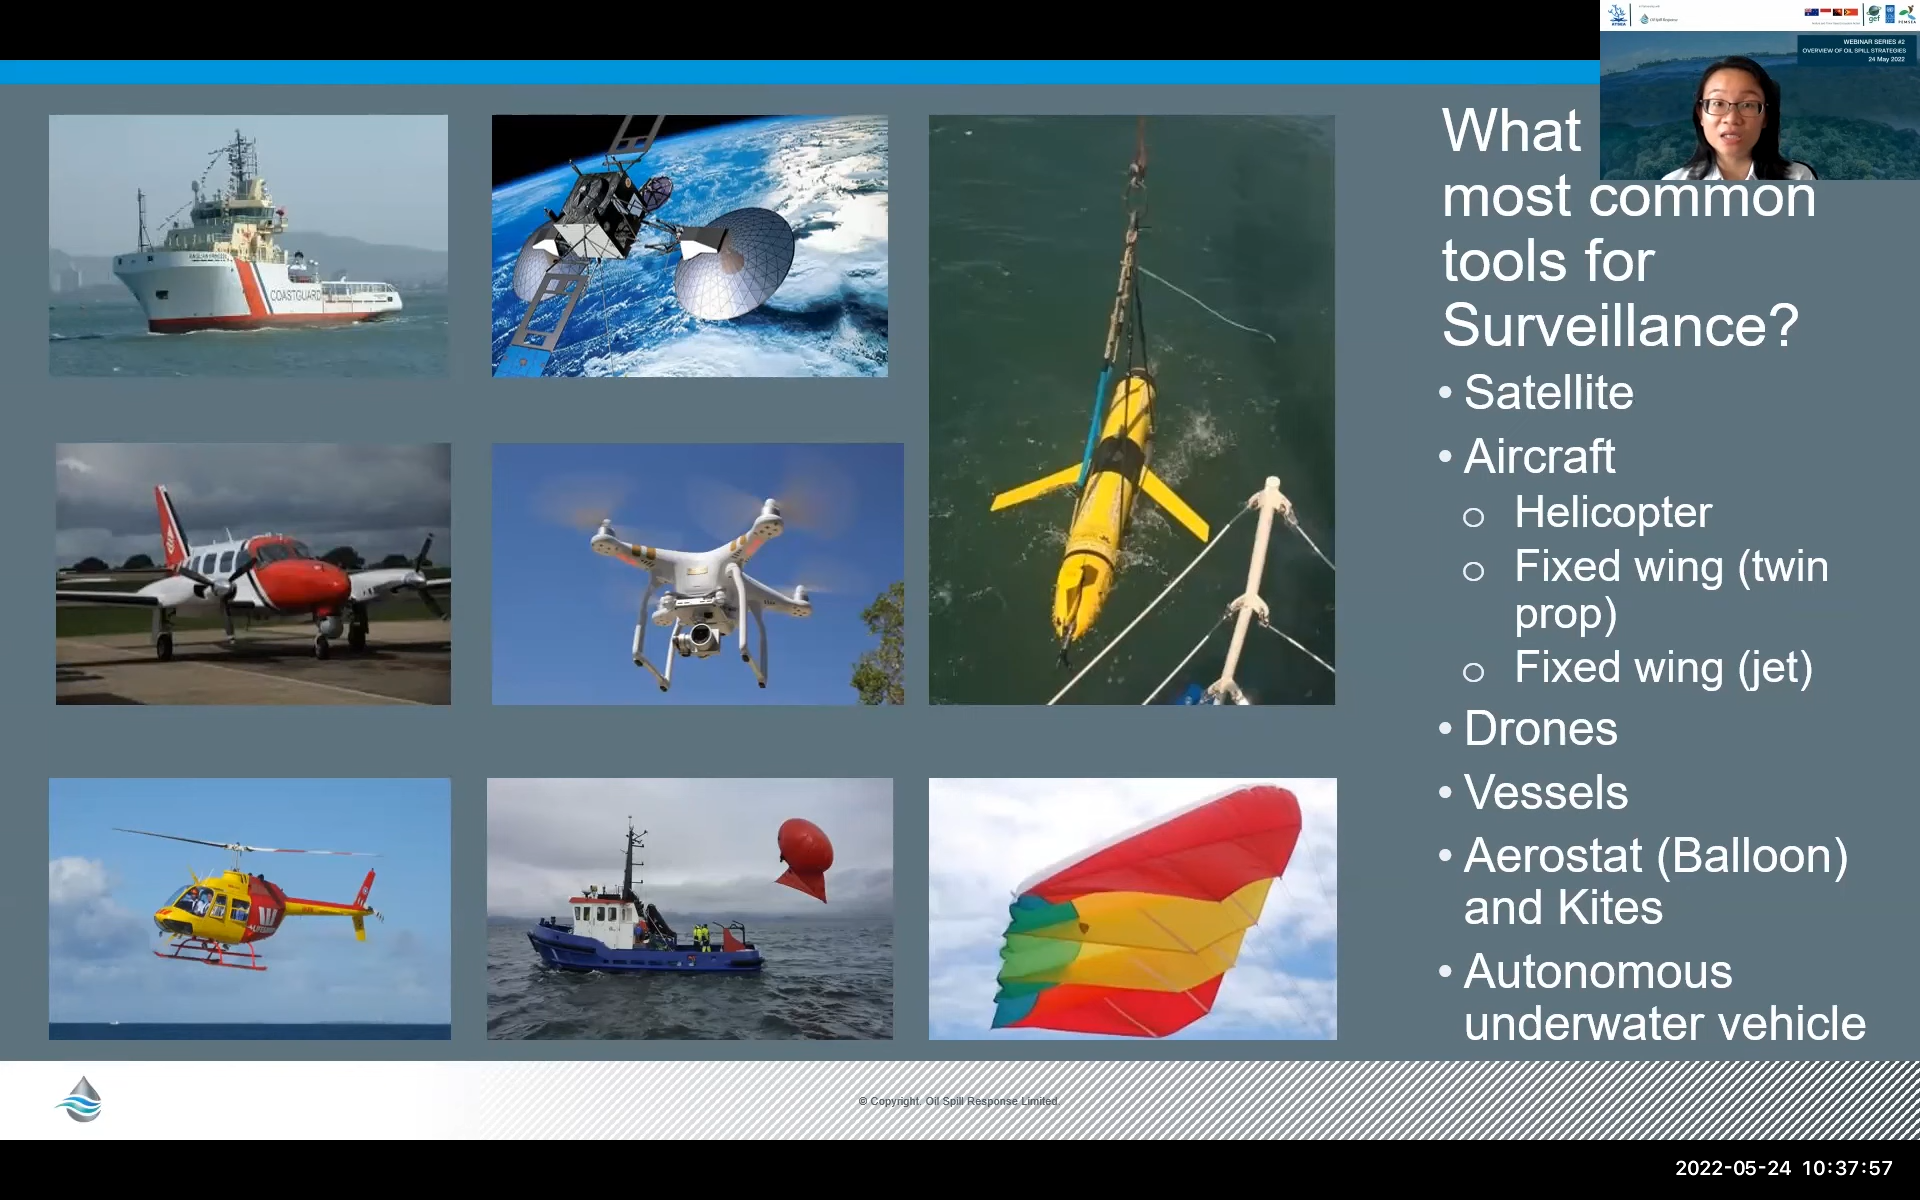 WEBINAR SERIES #2
OVERVIEW OF OIL SPILL STRATEGIES
24 May 2022
gef
What
most common
tools for
Surveillance?
• Satellite
• Aircraft
o Helicopter
o Fixed wing (twin
prop)
o Fixed wing (jet)
• Drones
• Vessels
• Aerostat (Balloon)
and Kites
• Autonomous
underwater vehicle
COASTGUARD
© Copyright. Oil Spill Response Limited.
2022-05-24 10:37:57